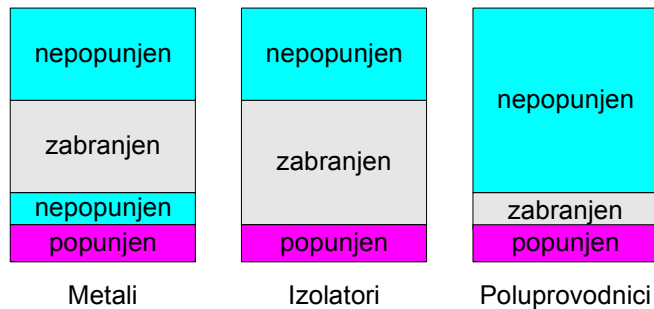 nepopunjen
zabranjen
nepopunjen
popunjen
Metali
nepopunjen
zabranjen
popunjen
Izolatori
nepopunjen
zabranjen
popunjen
Poluprovodnici